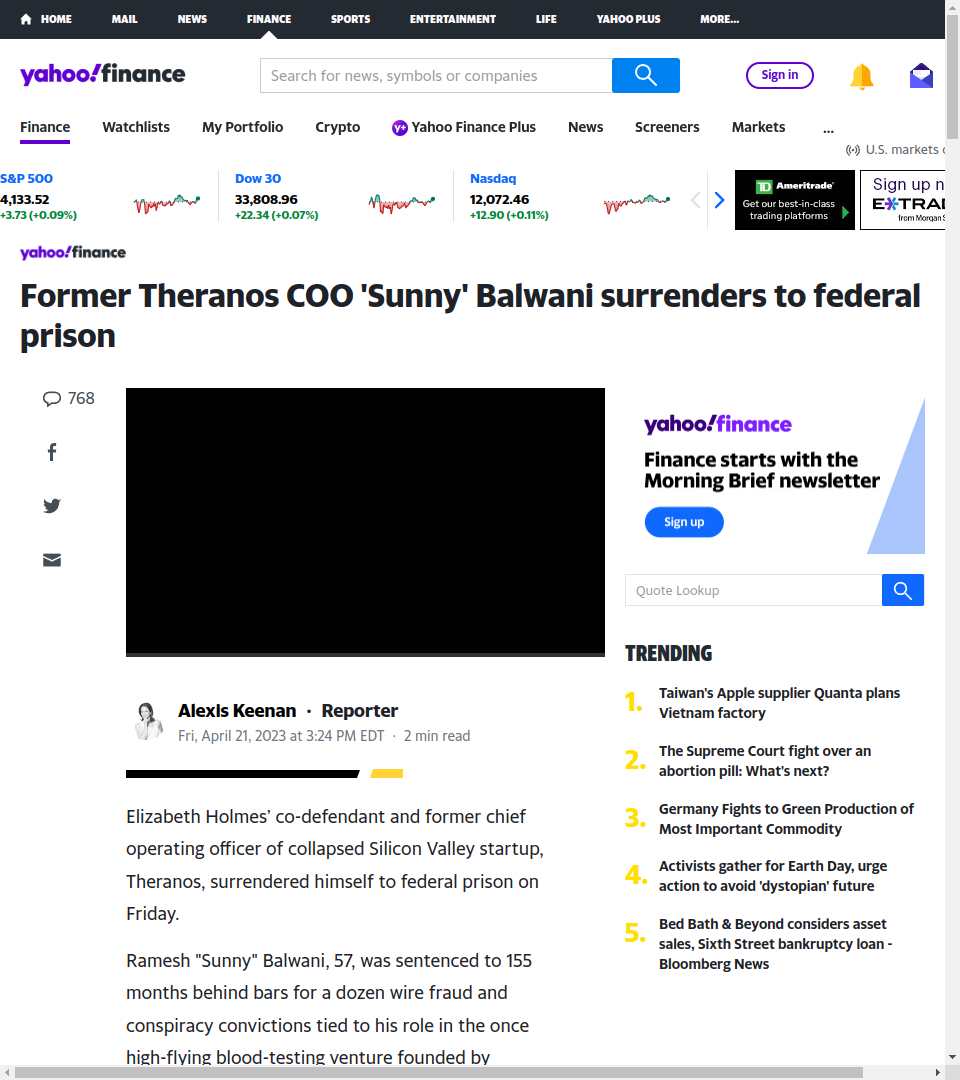 HOME MAIL NEWS FINANCE SPORTS ENTERTAINMENT LIFE YAHOO PLUS MORE...
yahoo!finance
Search for news, symbols or companies
Sign in
Finance Watchlists My Portfolio Crypto Y+ Yahoo Finance Plus News Screeners Markets ...
U.S. markets
S&P 500
4,133.52
+3.73 (+0.09%)
Dow 30
33,808.96
+22.34 (+0.07%)
Nasdaq
12,072.46
+12.90 (+0.11%)
TD Ameritrade
Get our best-in-class
trading platforms
Sign up n
E*TRA
from Morgan S
yahoo!finance
Former Theranos COO 'Sunny' Balwani surrenders to federal
prison
768
Alexis Keenan · Reporter
Fri, April 21, 2023 at 3:24 PM EDT · 2 min read
Elizabeth Holmes’ co-defendant and former chief
operating officer of collapsed Silicon Valley startup,
Theranos, surrendered himself to federal prison on
Friday.
Ramesh "Sunny" Balwani, 57, was sentenced to 155
months behind bars for a dozen wire fraud and
conspiracy convictions tied to his role in the once
high-flying blood-testing venture founded by
yahoo!finance
Finance starts with the
Morning Brief newsletter
Sign up
Quote Lookup
TRENDING
1. Taiwan's Apple supplier Quanta plans
Vietnam factory
2. The Supreme Court fight over an
abortion pill: What's next?
3. Germany Fights to Green Production of
Most Important Commodity
4. Activists gather for Earth Day, urge
action to avoid 'dystopian' future
5. Bed Bath & Beyond considers asset
sales, Sixth Street bankruptcy loan -
Bloomberg News